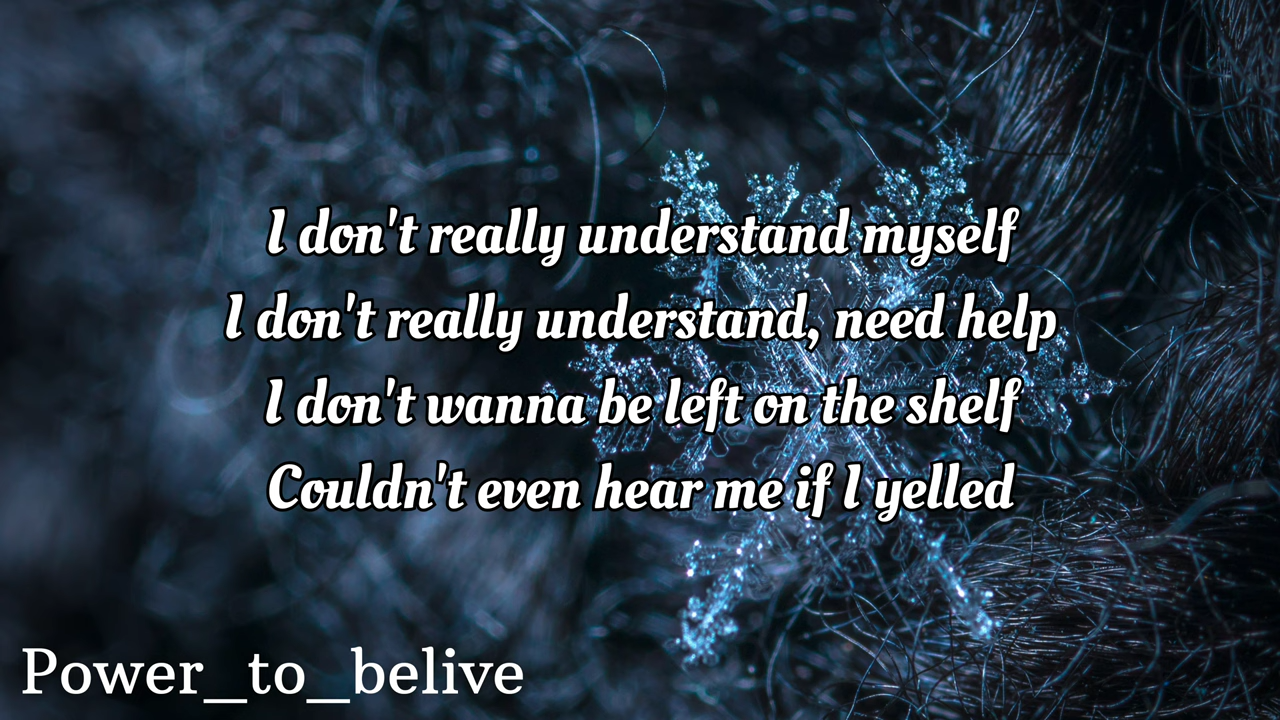 I don't really understand myself
I don't really understand, need help
I don't wanna be left on the shelf
Couldn't even hear me if I yelled
Power_to_belive